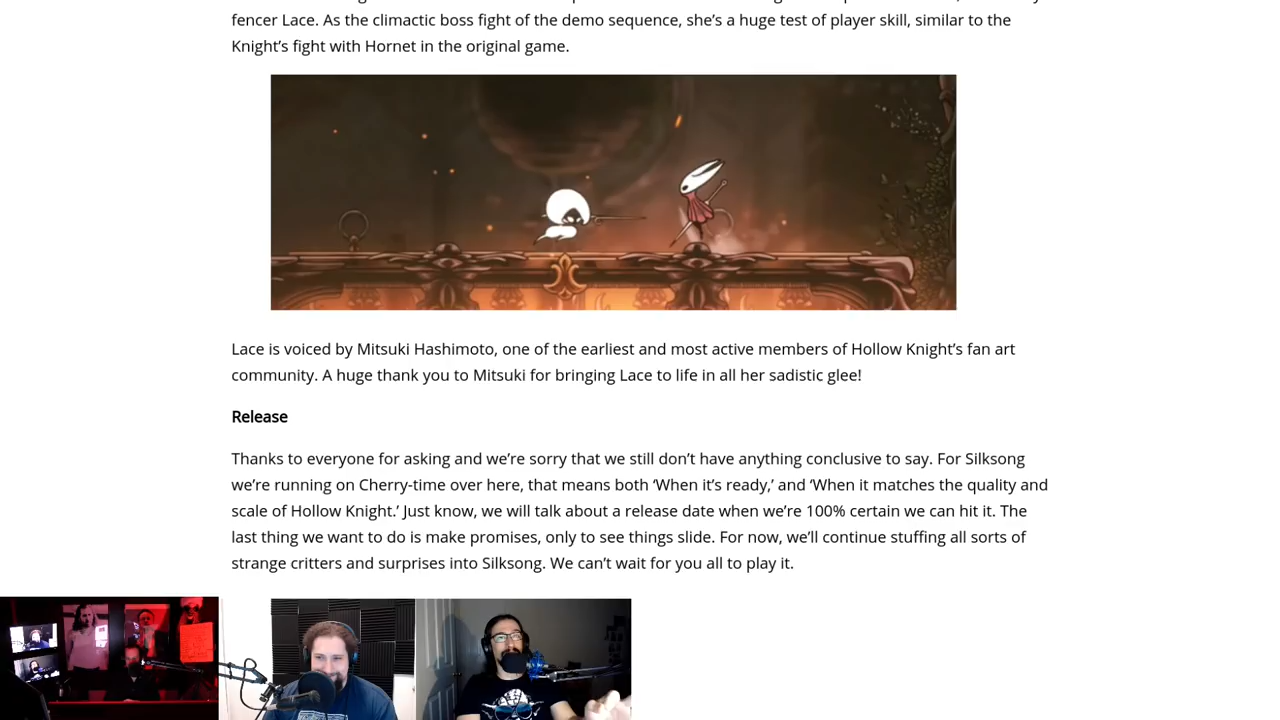 fencer Lace. As the climactic boss fight of the demo sequence, she’s a huge test of player skill, similar to the
Knight’s fight with Hornet in the original game.
Lace is voiced by Mitsuki Hashimoto, one of the earliest and most active members of Hollow Knight’s fan art
community. A huge thank you to Mitsuki for bringing Lace to life in all her sadistic glee!
Release
Thanks to everyone for asking and we’re sorry that we still don’t have anything conclusive to say. For Silksong
we’re running on Cherry-time over here, that means both ‘When it’s ready,’ and ‘When it matches the quality and
scale of Hollow Knight.’ Just know, we will talk about a release date when we’re 100% certain we can hit it. The
last thing we want to do is make promises, only to see things slide. For now, we’ll continue stuffing all sorts of
strange critters and surprises into Silksong. We can’t wait for you all to play it.